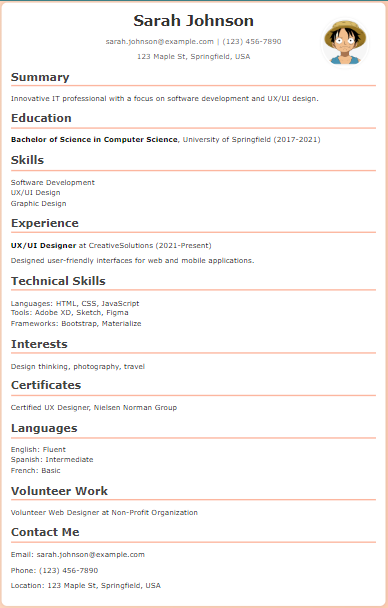 Sarah Johnson
sarah.johnson@example.com | (123) 456-7890
123 Maple St, Springfield, USA
Summary
Innovative IT professional with a focus on software development and UX/UI design.
Education
Bachelor of Science in Computer Science, University of Springfield (2017-2021)
Skills
Software Development
UX/UI Design
Graphic Design
Experience
UX/UI Designer at CreativeSolutions (2021-Present)
Designed user-friendly interfaces for web and mobile applications.
Technical Skills
Languages: HTML, CSS, JavaScript
Tools: Adobe XD, Sketch, Figma
Frameworks: Bootstrap, Materialize
Interests
Design thinking, photography, travel
Certificates
Certified UX Designer, Nielsen Norman Group
Languages
English: Fluent
Spanish: Intermediate
French: Basic
Volunteer Work
Volunteer Web Designer at Non-Profit Organization
Contact Me
Email: sarah.johnson@example.com
Phone: (123) 456-7890
Location: 123 Maple St, Springfield, USA